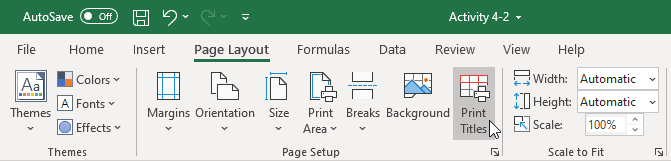 AutoSave Off Activity 4-2
File Home Insert Page Layout Formulas Data Review View Help
Aa Colors Width: Automatic
A Fonts Height: Automatic
Themes Effects Margins Orientation Size Print Area Breaks Background Print Titles Scale: 100%
Themes Page Setup Scale to Fit